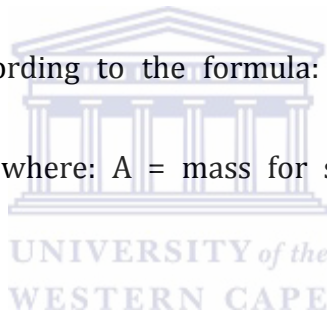 ording to the formula:
where: A = mass for s
UNIVERSITY of the
WESTERN CAPE